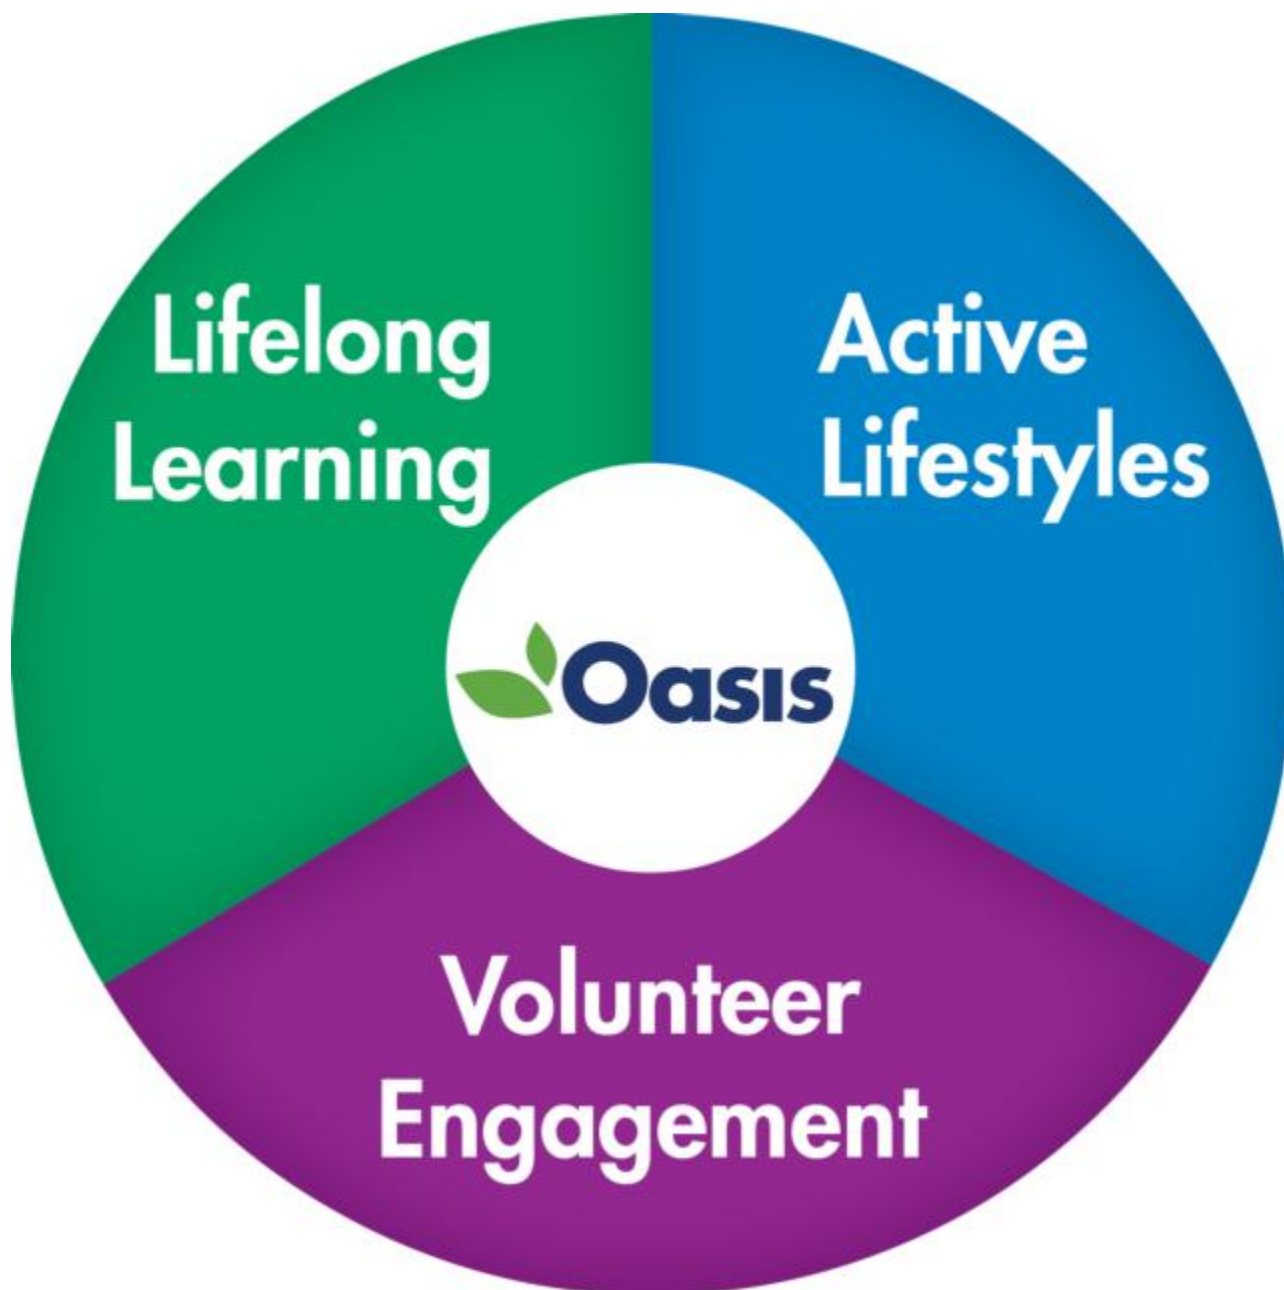 Lifelong
Learning
Active
Lifestyles
Oasis
Volunteer
Engagement